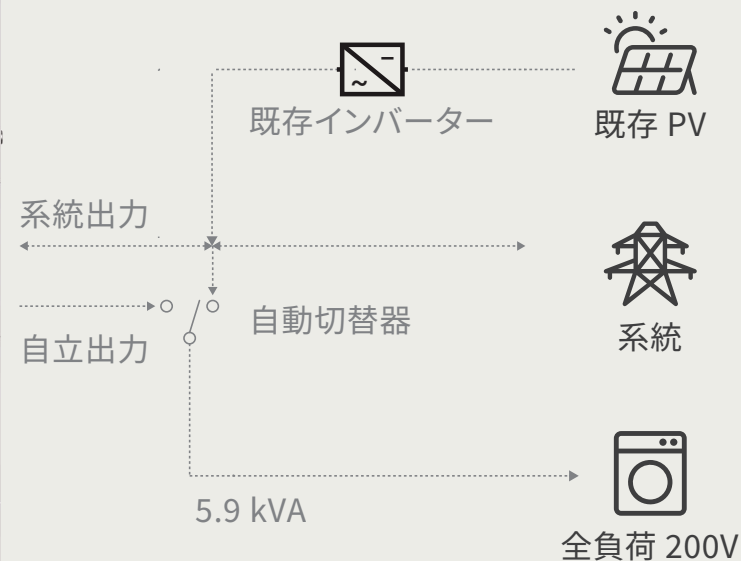 既存インバーター
既存 PV
系統出力
自動切替器
自立出力
系統
5.9 kVA
全負荷 200V